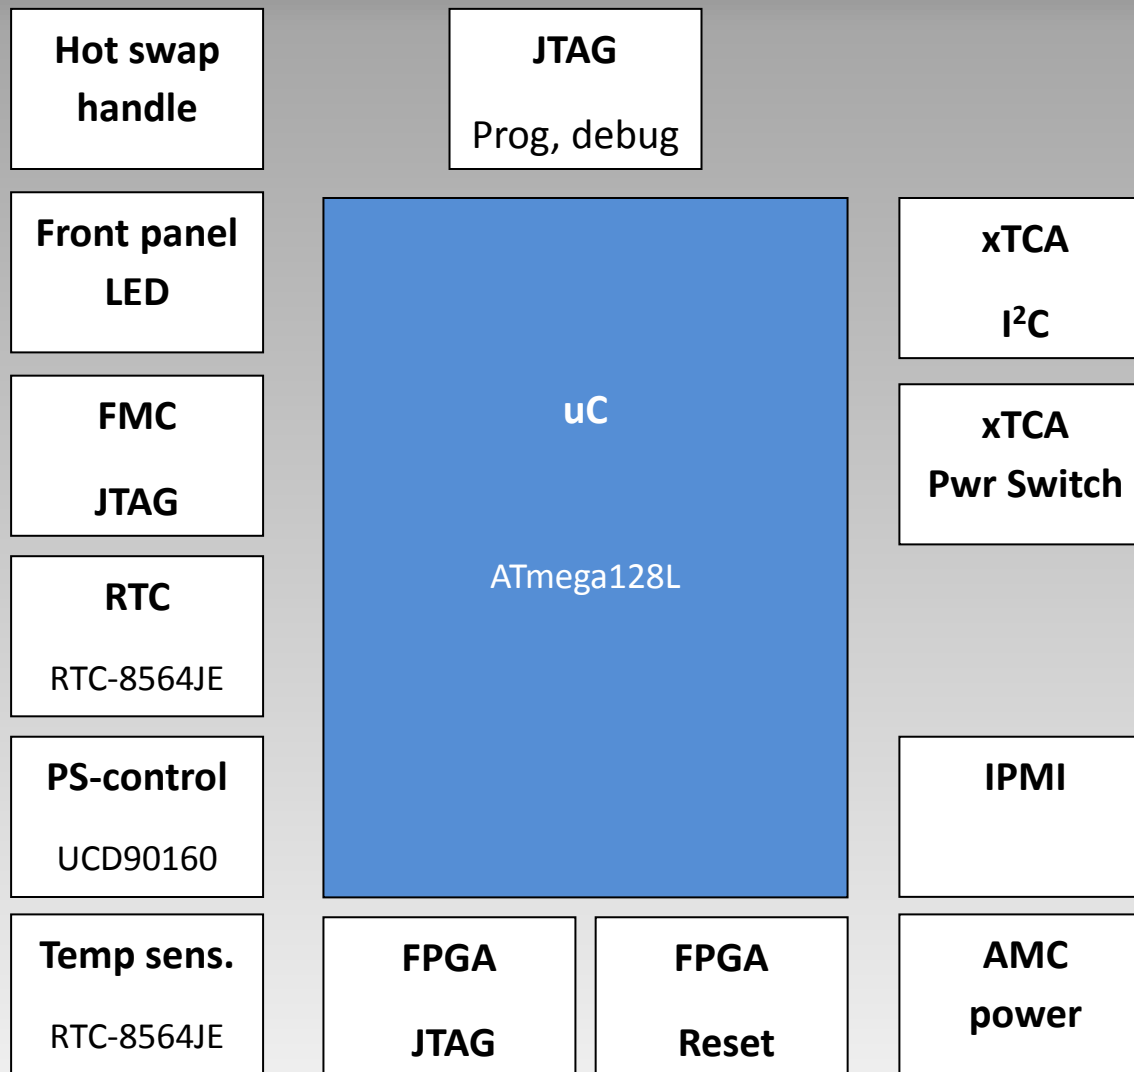 Hot swap
handle
JTAG
Prog, debug
Front panel
LED
FMC
JTAG
RTC
RTC-8564JE
PS-control
UCD90160
Temp sens.
RTC-8564JE
uC
ATmega128L
FPGA
JTAG
FPGA
Reset
xTCA
I²C
xTCA
Pwr Switch
IPMI
AMC
power